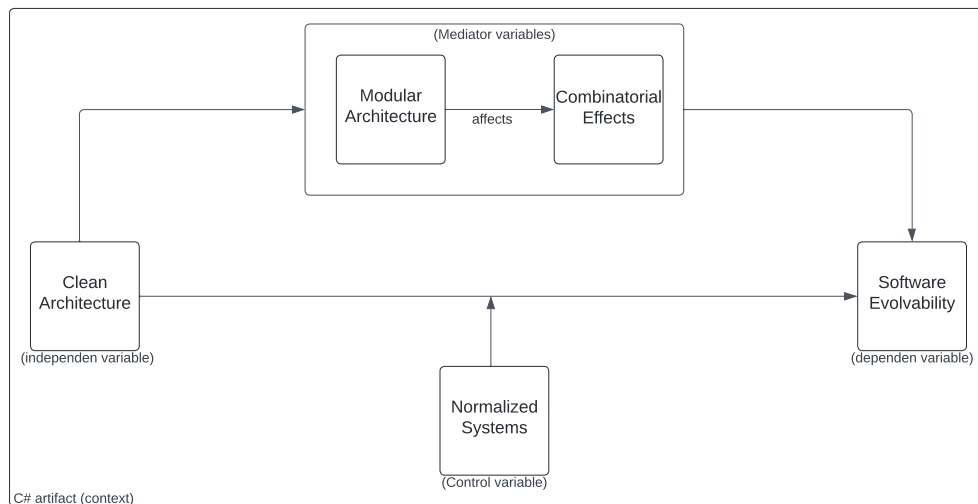 (Mediator variables)
Modular
Architecture
affects
Combinatorial
Effects
Clean
Architecture
(independen variable)
Software
Evolvability
(dependen variable)
Normalized
Systems
(Control variable)
C# artifact (context)